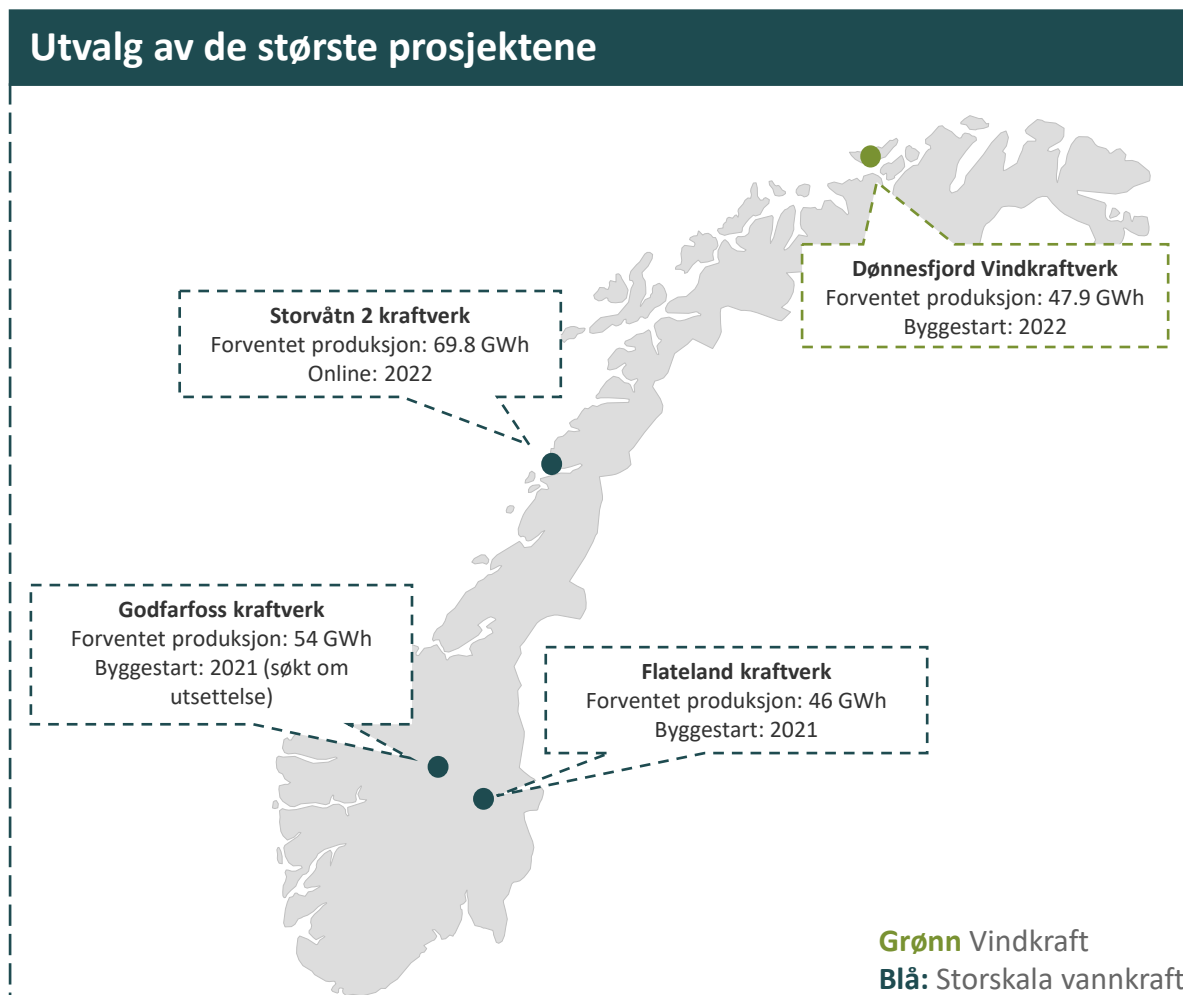 Utvalg av de største prosjektene
Dønnesfjord Vindkraftverk
Forventet produksjon: 47.9 GWh
Byggestart: 2022
Storvåtn 2 kraftverk
Forventet produksjon: 69.8 GWh
Online: 2022
Godfarfoss kraftverk
Forventet produksjon: 54 GWh
Byggestart: 2021 (søkt om
utsettelse)
Flateland kraftverk
Forventet produksjon: 46 GWh
Byggestart: 2021
Grønn Vindkraft
Blå: Storskala vannkraft